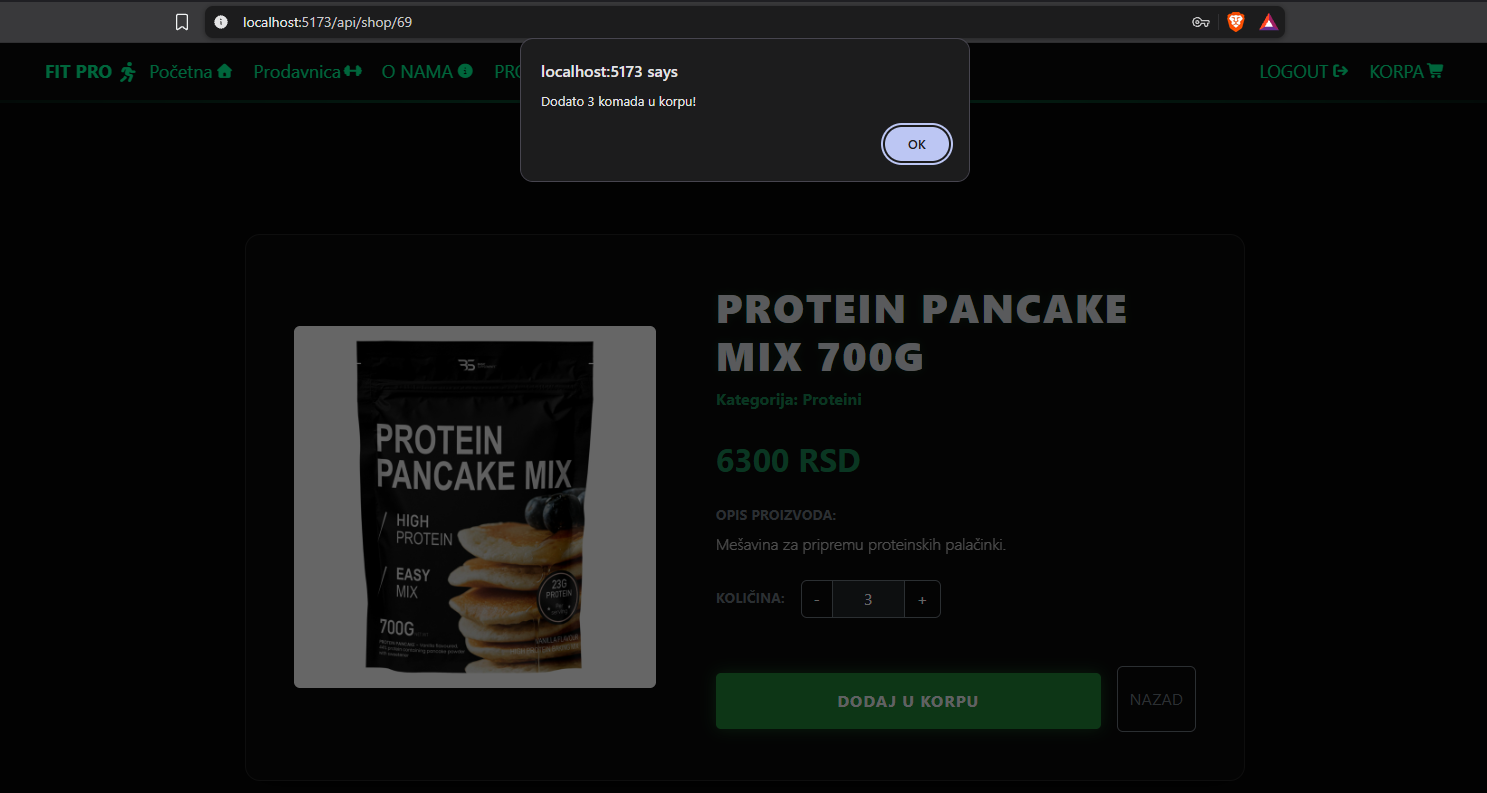 localhost:5173/api/shop/69
FIT PRO Početna Prodavnica O NAMA LOGOUT KORPA
localhost:5173 says
Dodato 3 komada u korpu!
OK
PROTEIN PANCAKE
MIX 700G
Kategorija: Proteini
6300 RSD
OPIS PROIZVODA:
Mešavina za pripremu proteinskih palačinki.
KOLIČINA: - 3 +
DODAJ U KORPU NAZAD
PROTEIN
PANCAKE MIX
HIGH
PROTEIN
EASY
MIX
23G
PROTEIN
700G
VANILLA FLAVOUR